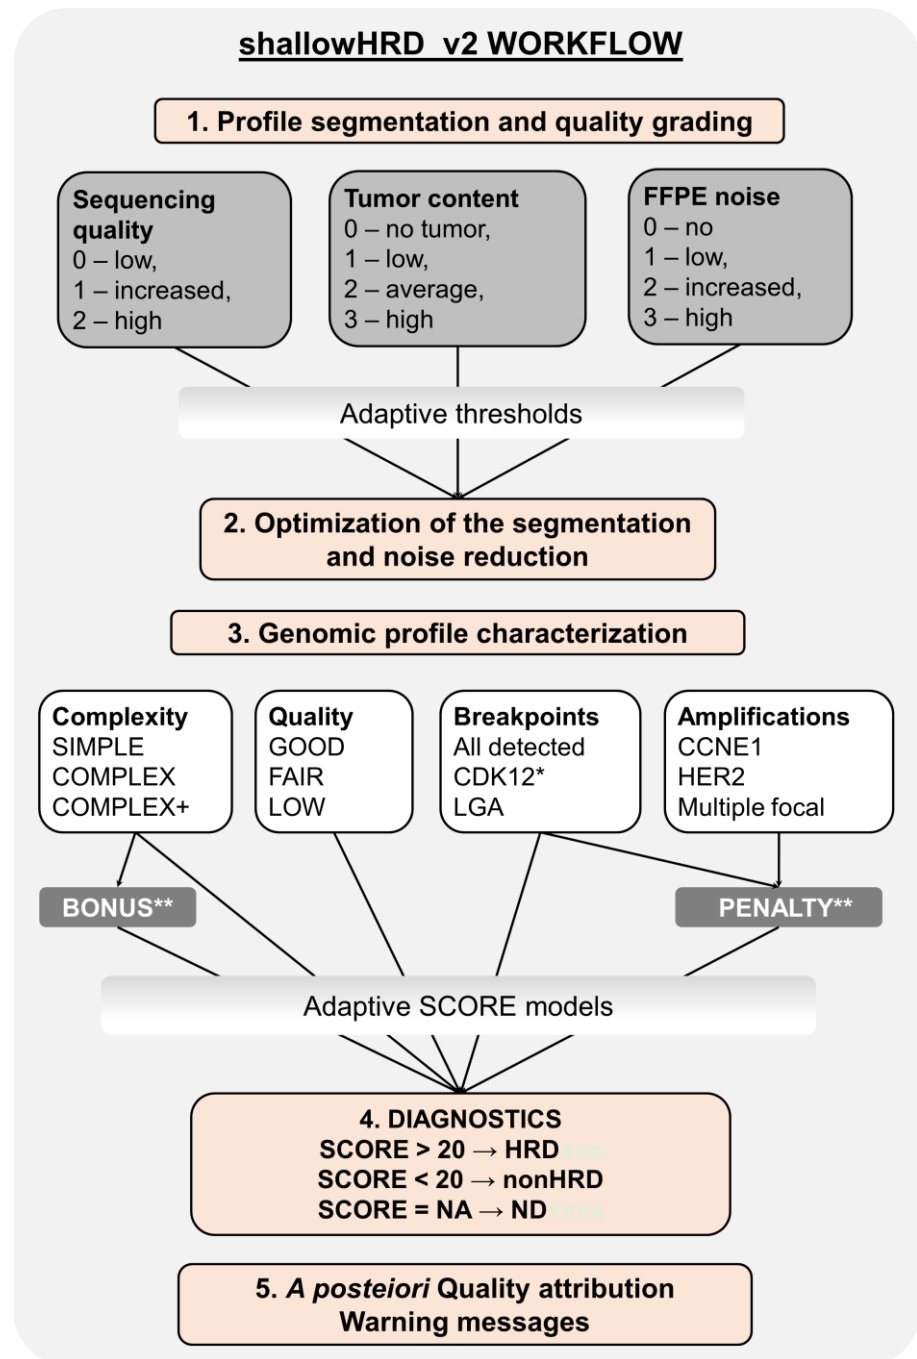 shallowHRD v2 WORKFLOW
1. Profile segmentation and quality grading
Sequencing
quality
0 – low,
1 – increased,
2 – high
Tumor content
0 – no tumor,
1 – low,
2 – average,
3 – high
FFPE noise
0 – no
1 – low,
2 – increased,
3 – high
Adaptive thresholds
2. Optimization of the segmentation
and noise reduction
3. Genomic profile characterization
Complexity
SIMPLE
COMPLEX
COMPLEX+
Quality
GOOD
FAIR
LOW
Breakpoints
All detected
CDK12*
LGA
Amplifications
CCNE1
HER2
Multiple focal
BONUS**
PENALTY**
Adaptive SCORE models
4. DIAGNOSTICS
SCORE > 20 → HRD
SCORE < 20 → nonHRD
SCORE = NA → ND
5. A posteiori Quality attribution
Warning messages